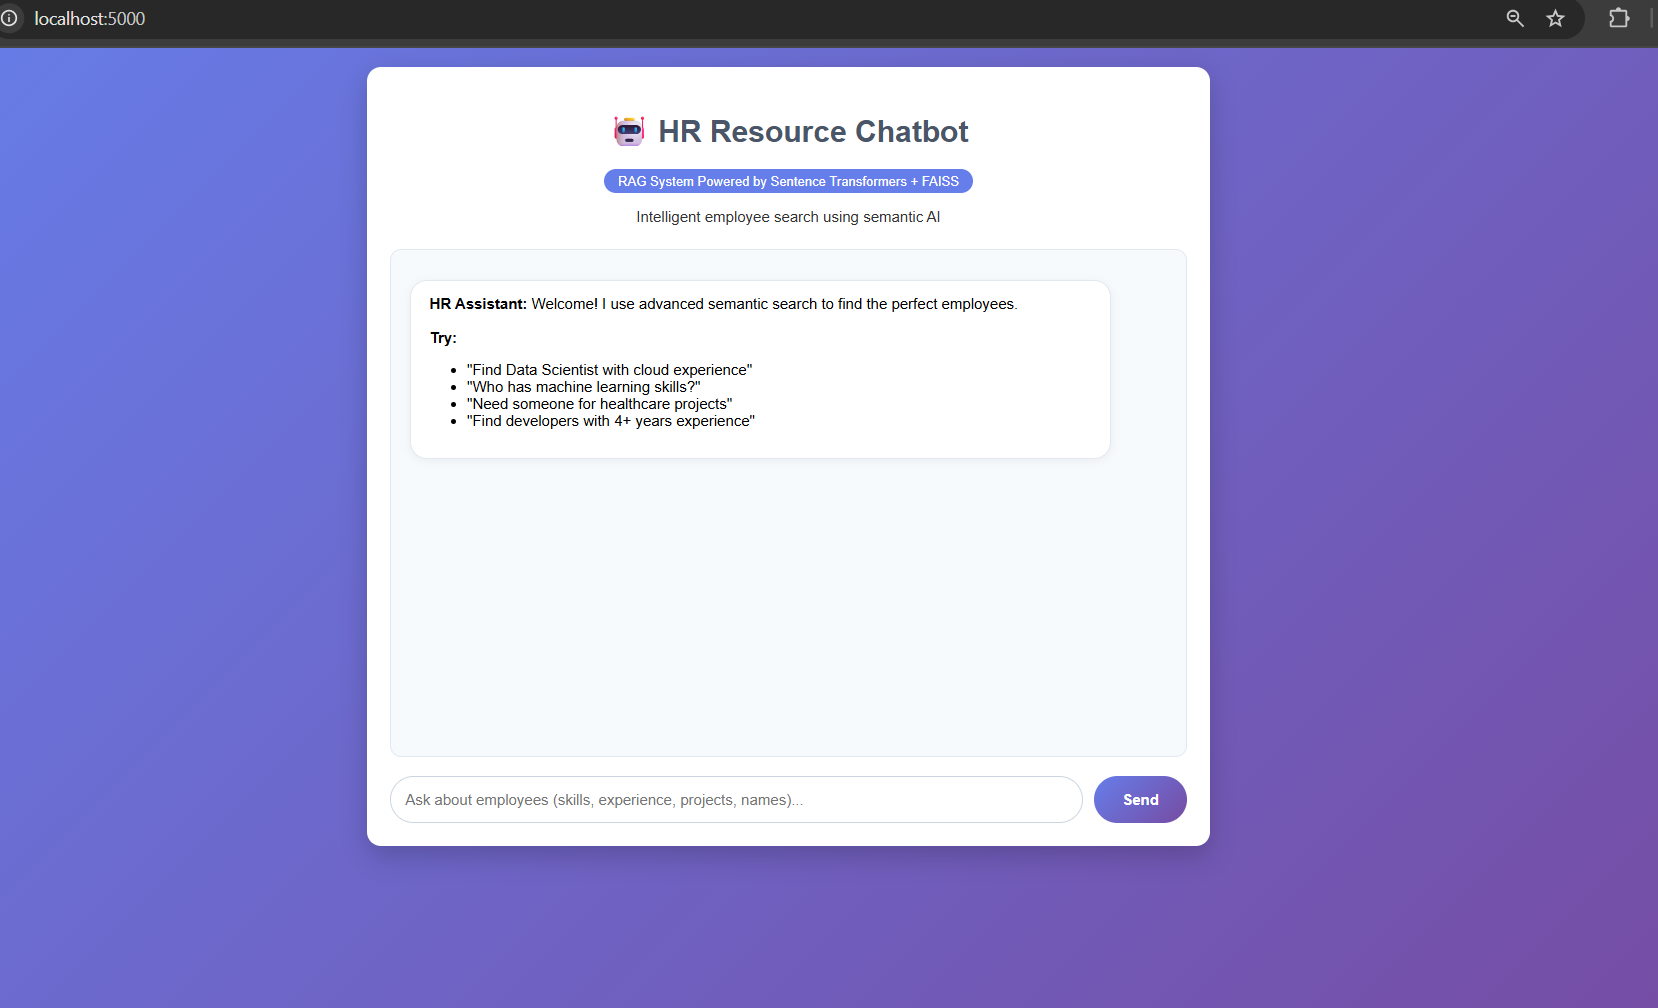 localhost:5000
HR Resource Chatbot
RAG System Powered by Sentence Transformers + FAISS
Intelligent employee search using semantic AI
HR Assistant: Welcome! I use advanced semantic search to find the perfect employees.
Try:
"Find Data Scientist with cloud experience"
"Who has machine learning skills?"
"Need someone for healthcare projects"
"Find developers with 4+ years experience"
Ask about employees (skills, experience, projects, names)...
Send